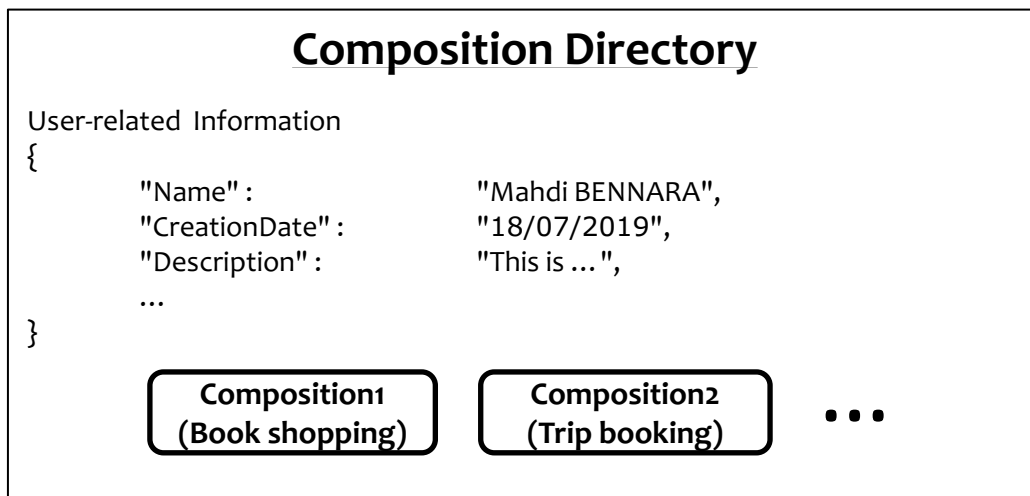 Composition Directory
User-related Information
{
"Name" : "Mahdi BENNARA",
"CreationDate" : "18/07/2019",
"Description" : "This is ... ",
...
}
Composition1 Composition2 ...
(Book shopping) (Trip booking)